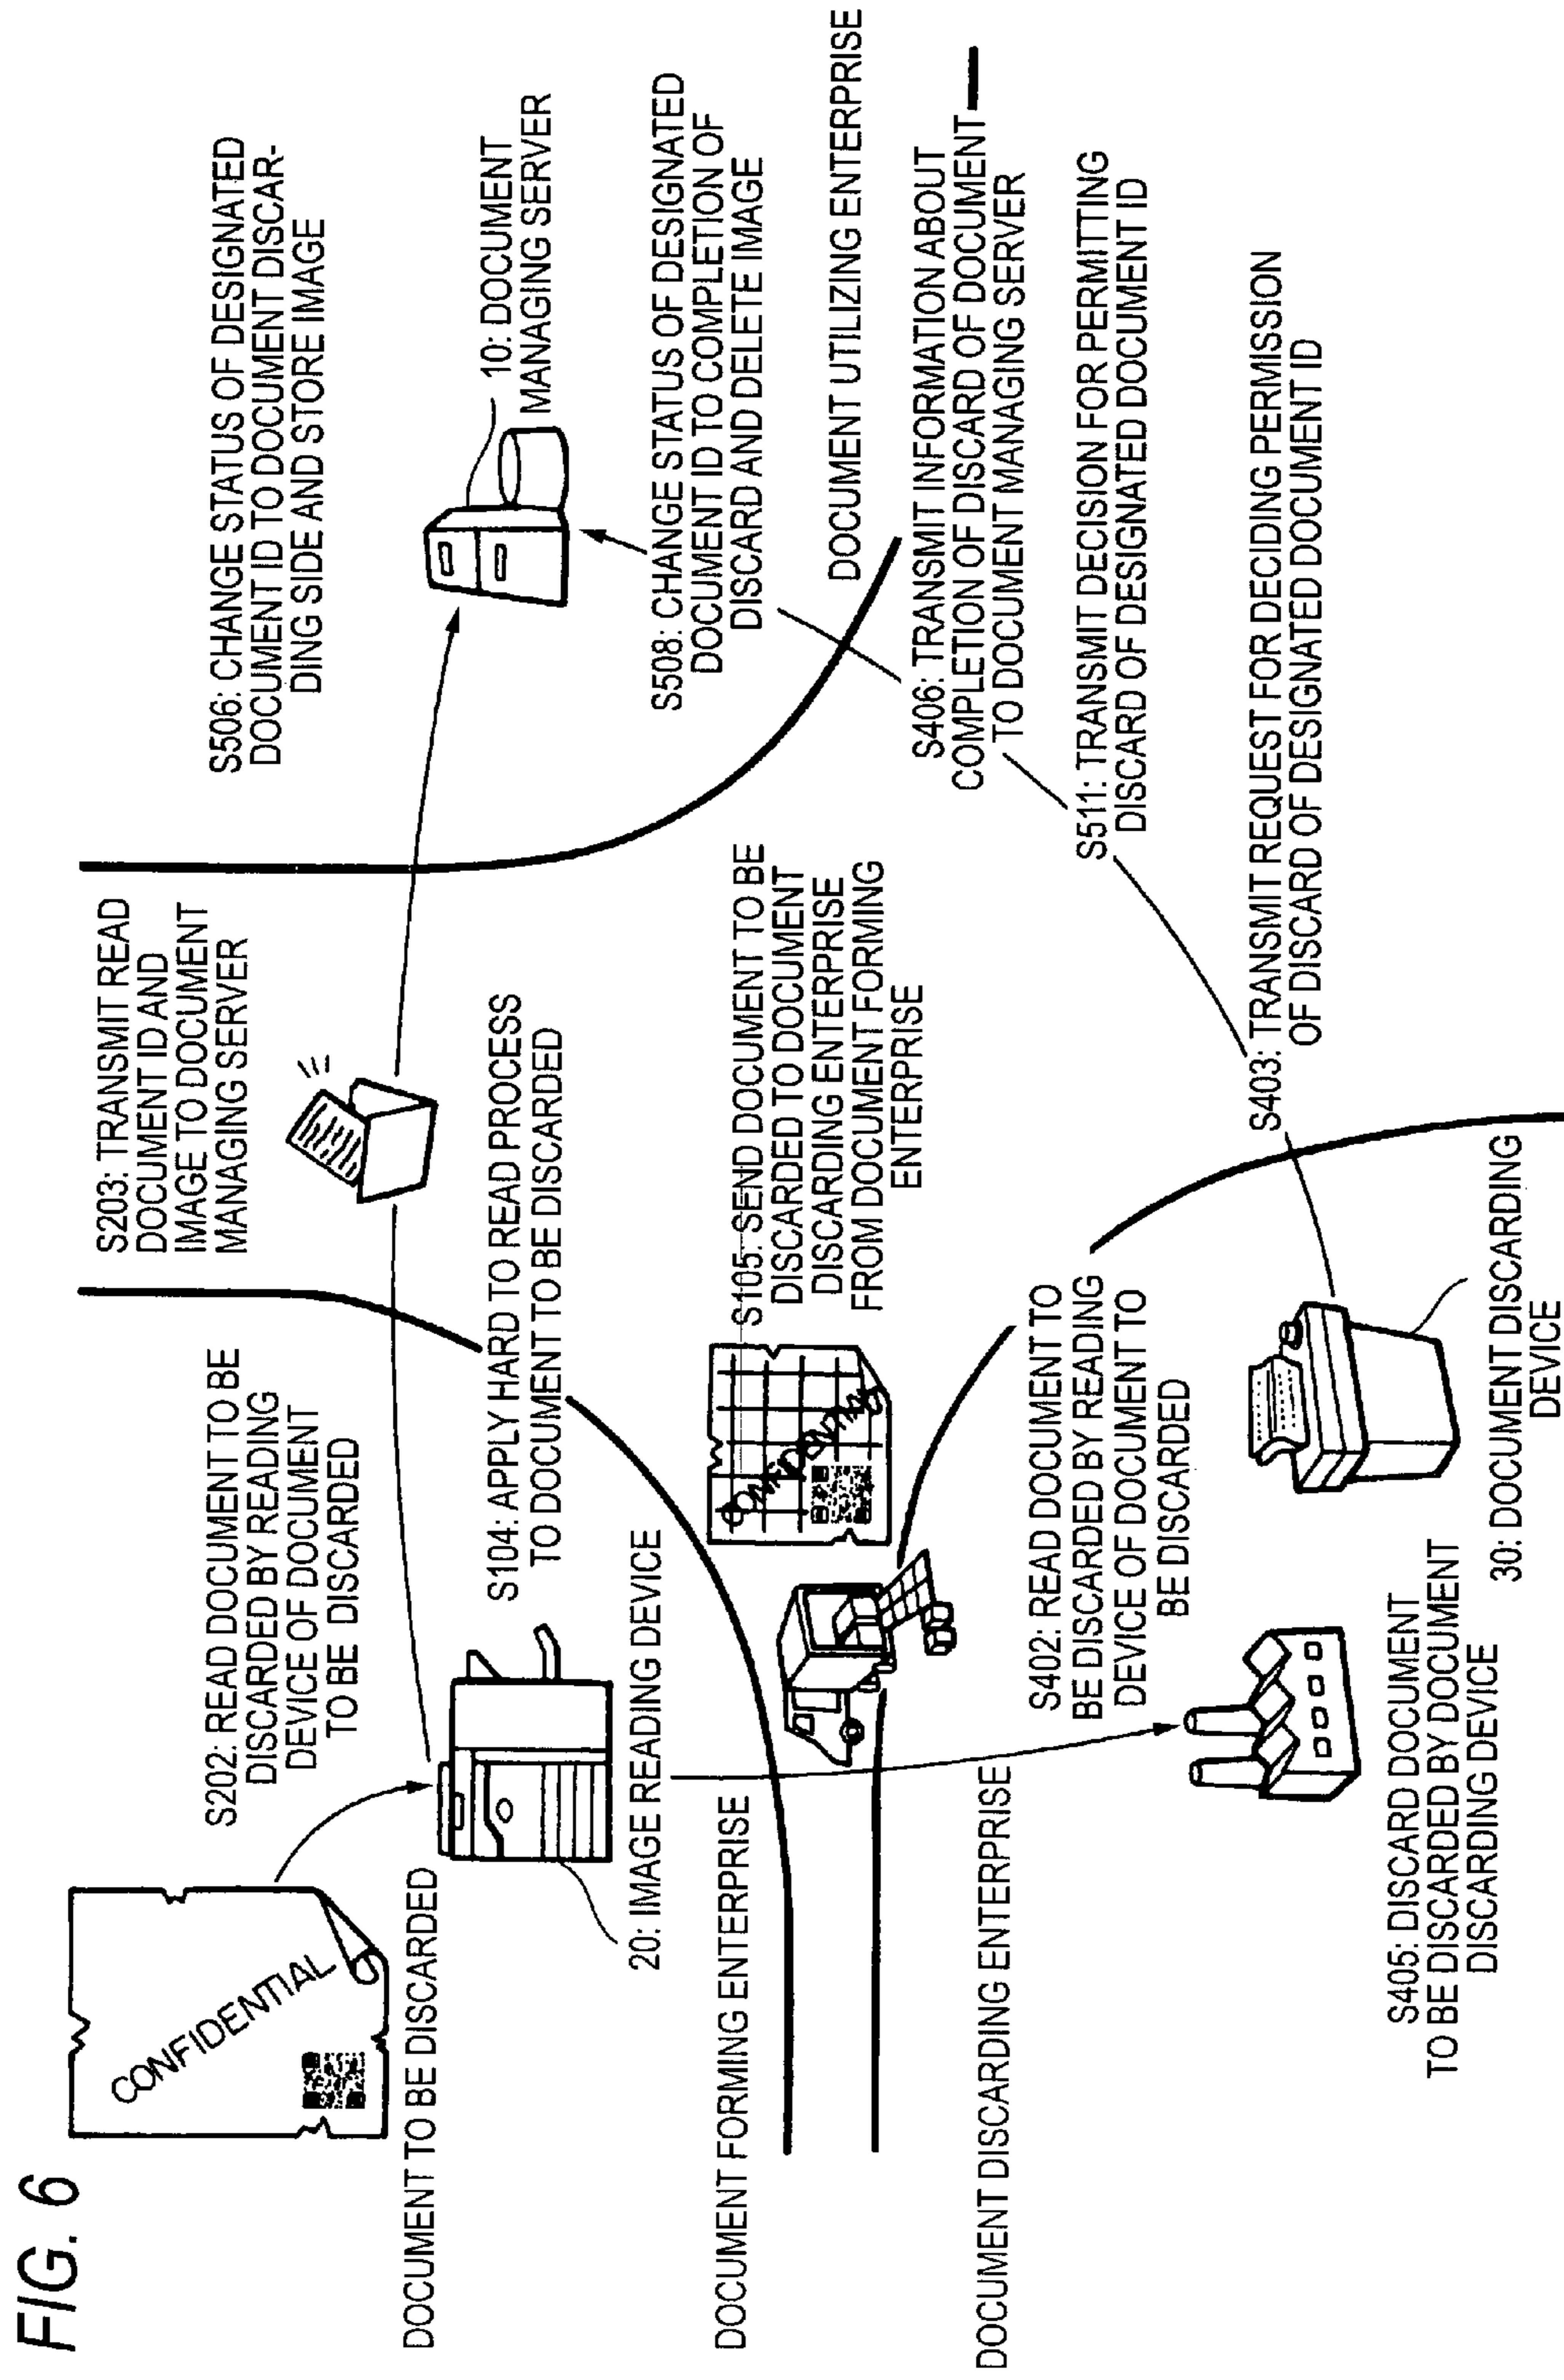 FIG. 6
CONFIDENTIAL
DOCUMENT TO BE DISCARDED
S202: READ DOCUMENT TO BE
DISCARDED BY READING
DEVICE OF DOCUMENT
TO BE DISCARDED
20: IMAGE READING DEVICE
S203: TRANSMIT READ
DOCUMENT ID AND
IMAGE TO DOCUMENT
MANAGING SERVER
S506: CHANGE STATUS OF DESIGNATED
DOCUMENT ID TO DOCUMENT DISCAR-
DING SIDE AND STORE IMAGE
10: DOCUMENT
MANAGING SERVER
S508: CHANGE STATUS OF DESIGNATED
DOCUMENT ID TO COMPLETION OF
DISCARD AND DELETE IMAGE
DOCUMENT UTILIZING ENTERPRISE
S104: APPLY HARD TO READ PROCESS
TO DOCUMENT TO BE DISCARDED
DOCUMENT FORMING ENTERPRISE
S105: SEND DOCUMENT TO BE
DISCARDED TO DOCUMENT
DISCARDING ENTERPRISE
FROM DOCUMENT FORMING
ENTERPRISE
S406: TRANSMIT INFORMATION ABOUT
COMPLETION OF DISCARD OF DOCUMENT
TO DOCUMENT MANAGING SERVER
DOCUMENT DISCARDING ENTERPRISE
S402: READ DOCUMENT TO
BE DISCARDED BY READING
DEVICE OF DOCUMENT TO
BE DISCARDED
S511: TRANSMIT DECISION FOR PERMITTING
DISCARD OF DESIGNATED DOCUMENT ID
S403: TRANSMIT REQUEST FOR DECIDING PERMISSION
OF DISCARD OF DESIGNATED DOCUMENT ID
S405: DISCARD DOCUMENT
TO BE DISCARDED BY DOCUMENT
DISCARDING DEVICE
30: DOCUMENT DISCARDING
DEVICE